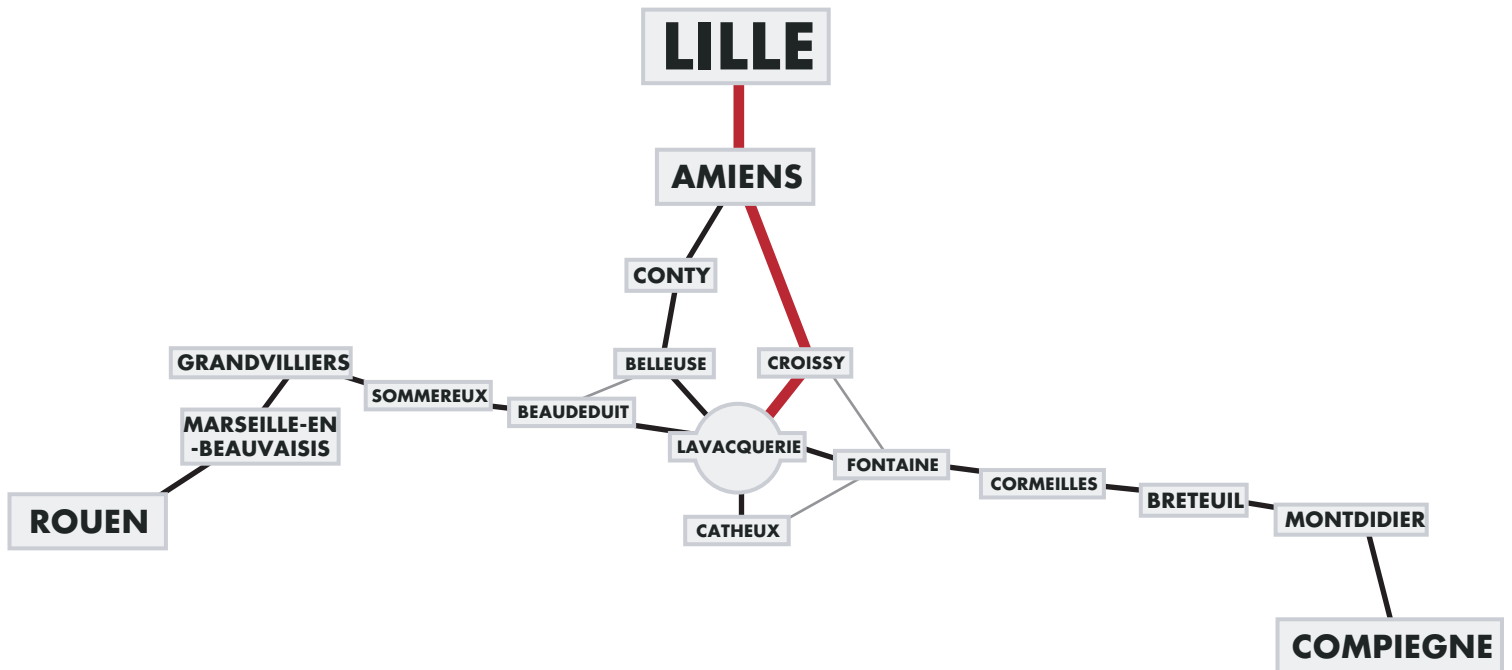 LILLE
AMIENS
CONTY
GRANDVILLIERS
BELLEUSE
CROISSY
SOMMEREUX
BEAUDEDUIT
MARSEILLE-EN
-BEAUVAISIS
LAVACQUERIE
FONTAINE
CORMEILLES
BRETEUIL
MONTDIDIER
ROUEN
CATHEUX
COMPIEGNE